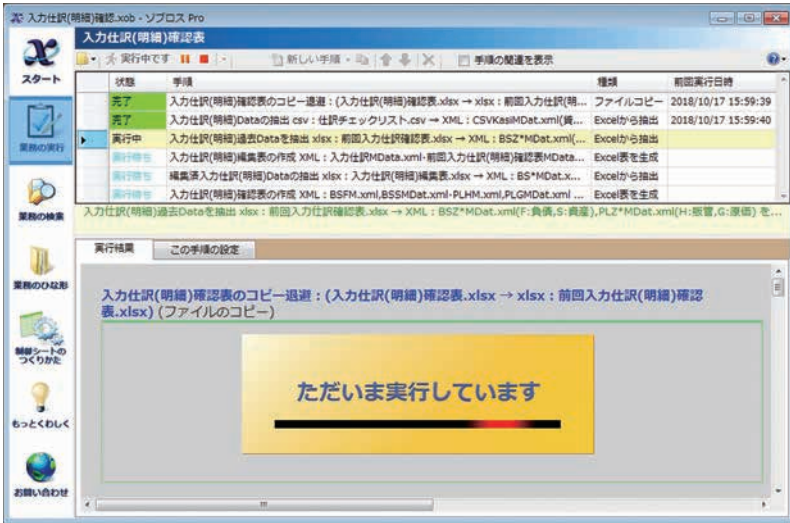 入力仕訳(明細)確認.xob - ソブロス Pro
入力仕訳(明細)確認表
実行中です
新しい手順
手順の関連を表示
スタート
業務の実行
業務の検索
業務のひな形
制御シートの
つくりかた
もっとくわしく
お問い合わせ
状態 手順 種類 前回実行日時
完了 入力仕訳(明細)確認表のコピー退避：(入力仕訳(明細)確認表.xlsx → xlsx：前回入力仕訳(明... ファイルコピー 2018/10/17 15:59:39
完了 入力仕訳(明細)Dataの抽出 csv：仕訳チェックリスト.csv → XML：CSVKasiMDat.xml(貸... Excelから抽出 2018/10/17 15:59:40
実行中 入力仕訳(明細)過去Dataを抽出 xlsx：前回入力仕訳確認表.xlsx → XML：BSZ*MDat.xml(... Excelから抽出
実行待ち 入力仕訳(明細)編集表の作成 XML：入力仕訳MData.xml-前回入力仕訳(明細)確認表MData... Excel表を生成
実行待ち 編集済入力仕訳(明細)Dataの抽出 xlsx：入力仕訳(明細)編集表.xlsx → BS*MDat.x... Excelから抽出
実行待ち 入力仕訳(明細)確認表の作成 XML：BSFM.xml,BSSMDat.xml-PLHM.xml,PLGMDat.xml ... Excel表を生成
入力仕訳(明細)過去Dataを抽出 xlsx：前回入力仕訳確認表.xlsx → XML：BSZ*MDat.xml(F:負債,S:資産),PLZ*MDat.xml(H:販管,G:原価) を...
実行結果 この手順の設定
入力仕訳(明細)確認表のコピー退避：(入力仕訳(明細)確認表.xlsx → xlsx：前回入力仕訳(明細)確認
表.xlsx) (ファイルのコピー)
ただいま実行しています